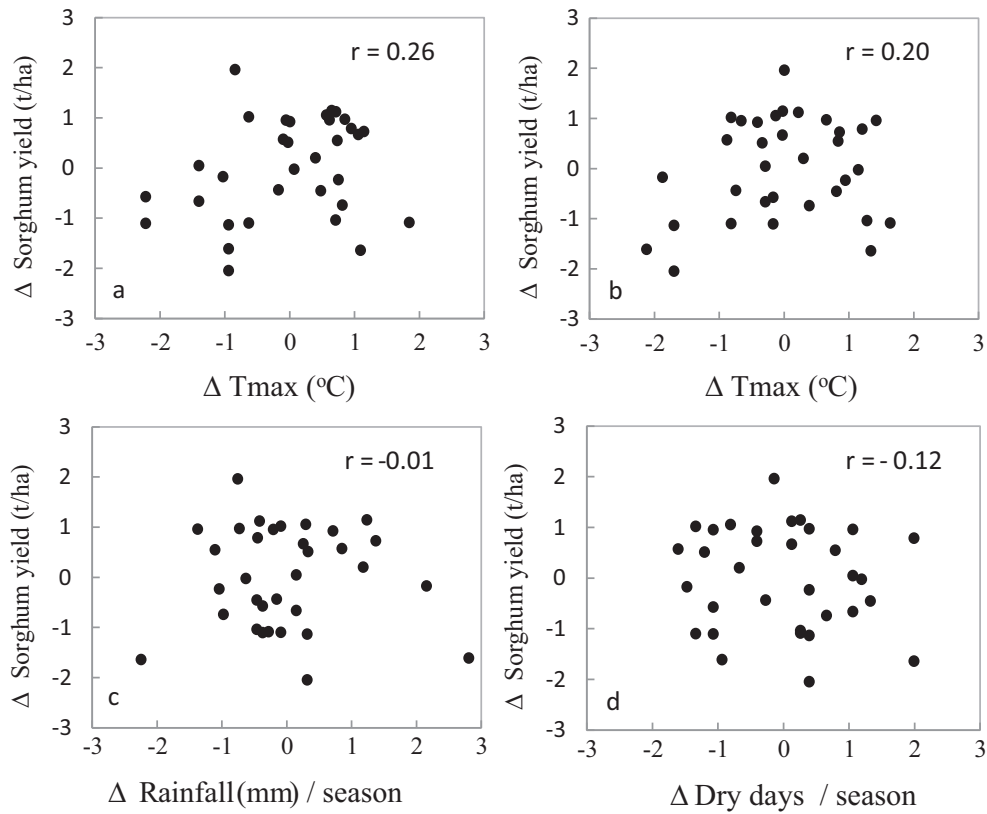 3
2
1
0
-1
-2
-3
Δ Sorghum yield (t/ha)
r = 0.26
a
-3 -2 -1 0 1 2 3
Δ Tmax (°C)
3
2
1
0
-1
-2
-3
Δ Sorghum yield (t/ha)
r = 0.20
b
-3 -2 -1 0 1 2 3
Δ Tmax (°C)
3
2
1
0
-1
-2
-3
Δ Sorghum yield (t/ha)
r = -0.01
c
-3 -2 -1 0 1 2 3
Δ Rainfall(mm) / season
3
2
1
0
-1
-2
-3
Δ Sorghum yield (t/ha)
r = - 0.12
d
-3 -2 -1 0 1 2 3
Δ Dry days / season